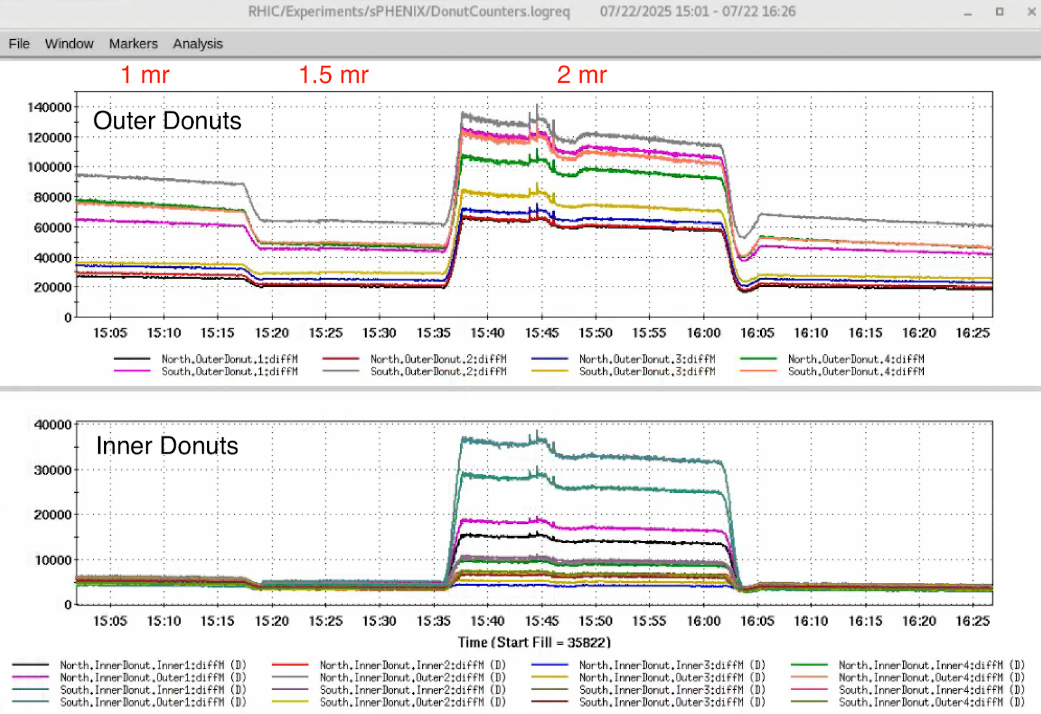 RHIC/Experiments/sPHENIX/DonutCounters.logreq 07/22/2025 15:01 - 07/22 16:26
File Window Markers Analysis
1 mr 1.5 mr 2 mr
Outer Donuts
140000
120000
100000
80000
60000
40000
20000
0
15:05 15:10 15:15 15:20 15:25 15:30 15:35 15:40 15:45 15:50 15:55 16:00 16:05 16:10 16:15 16:20 16:25
North.OuterDonut.1:diffM North.OuterDonut.2:diffM North.OuterDonut.3:diffM North.OuterDonut.4:diffM
South.OuterDonut.1:diffM South.OuterDonut.2:diffM South.OuterDonut.3:diffM South.OuterDonut.4:diffM
Inner Donuts
40000
30000
20000
10000
0
15:05 15:10 15:15 15:20 15:25 15:30 15:35 15:40 15:45 15:50 15:55 16:00 16:05 16:10 16:15 16:20 16:25
Time (Start Fill = 35822)
North.InnerDonut.Inner1:diffM (D) North.InnerDonut.Inner2:diffM (D) North.InnerDonut.Inner3:diffM (D) North.InnerDonut.Inner4:diffM (D)
North.InnerDonut.Outer1:diffM (D) North.InnerDonut.Outer2:diffM (D) North.InnerDonut.Outer3:diffM (D) North.InnerDonut.Outer4:diffM (D)
South.InnerDonut.Inner1:diffM (D) South.InnerDonut.Inner2:diffM (D) South.InnerDonut.Inner3:diffM (D) South.InnerDonut.Inner4:diffM (D)
South.InnerDonut.Outer1:diffM (D) South.InnerDonut.Outer2:diffM (D) South.InnerDonut.Outer3:diffM (D) South.InnerDonut.Outer4:diffM (D)